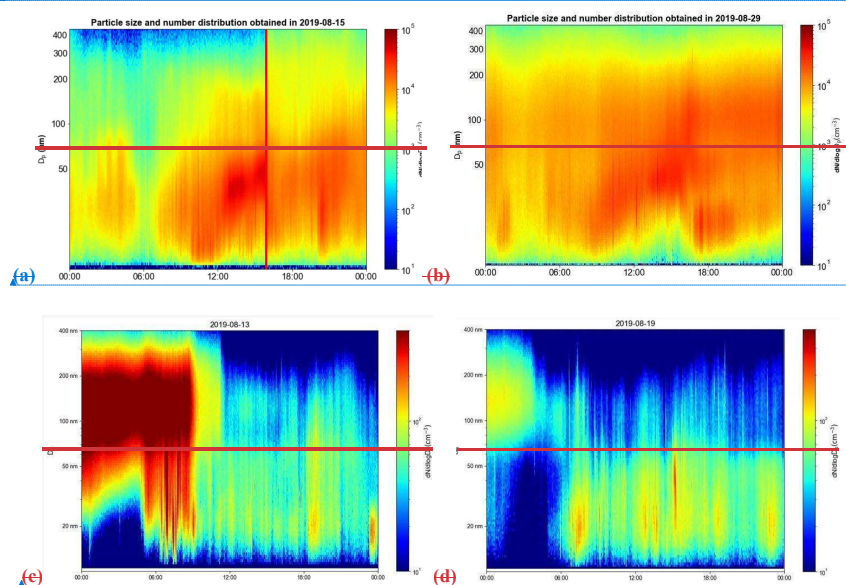 Particle size and number distribution obtained in 2019-08-15
400
300
200
100
50
Dp (nm)
00:00 06:00 12:00 18:00 00:00
10^5
10^4
10^3
10^2
10^1
(a)
Particle size and number distribution obtained in 2019-08-29
400
300
200
100
50
Dp (nm)
00:00 06:00 12:00 18:00 00:00
10^5
10^4
10^3
10^2
10^1
dN/dlogDp(cm⁻³)
(b)
2019-08-13
400 nm
200 nm
100 nm
50 nm
20 nm
00:00 06:00 12:00 18:00 00:00
(cm⁻³)
(c)
2019-08-19
400 nm
200 nm
100 nm
50 nm
20 nm
00:00 06:00 12:00 18:00 00:00
(cm⁻³)
(d)